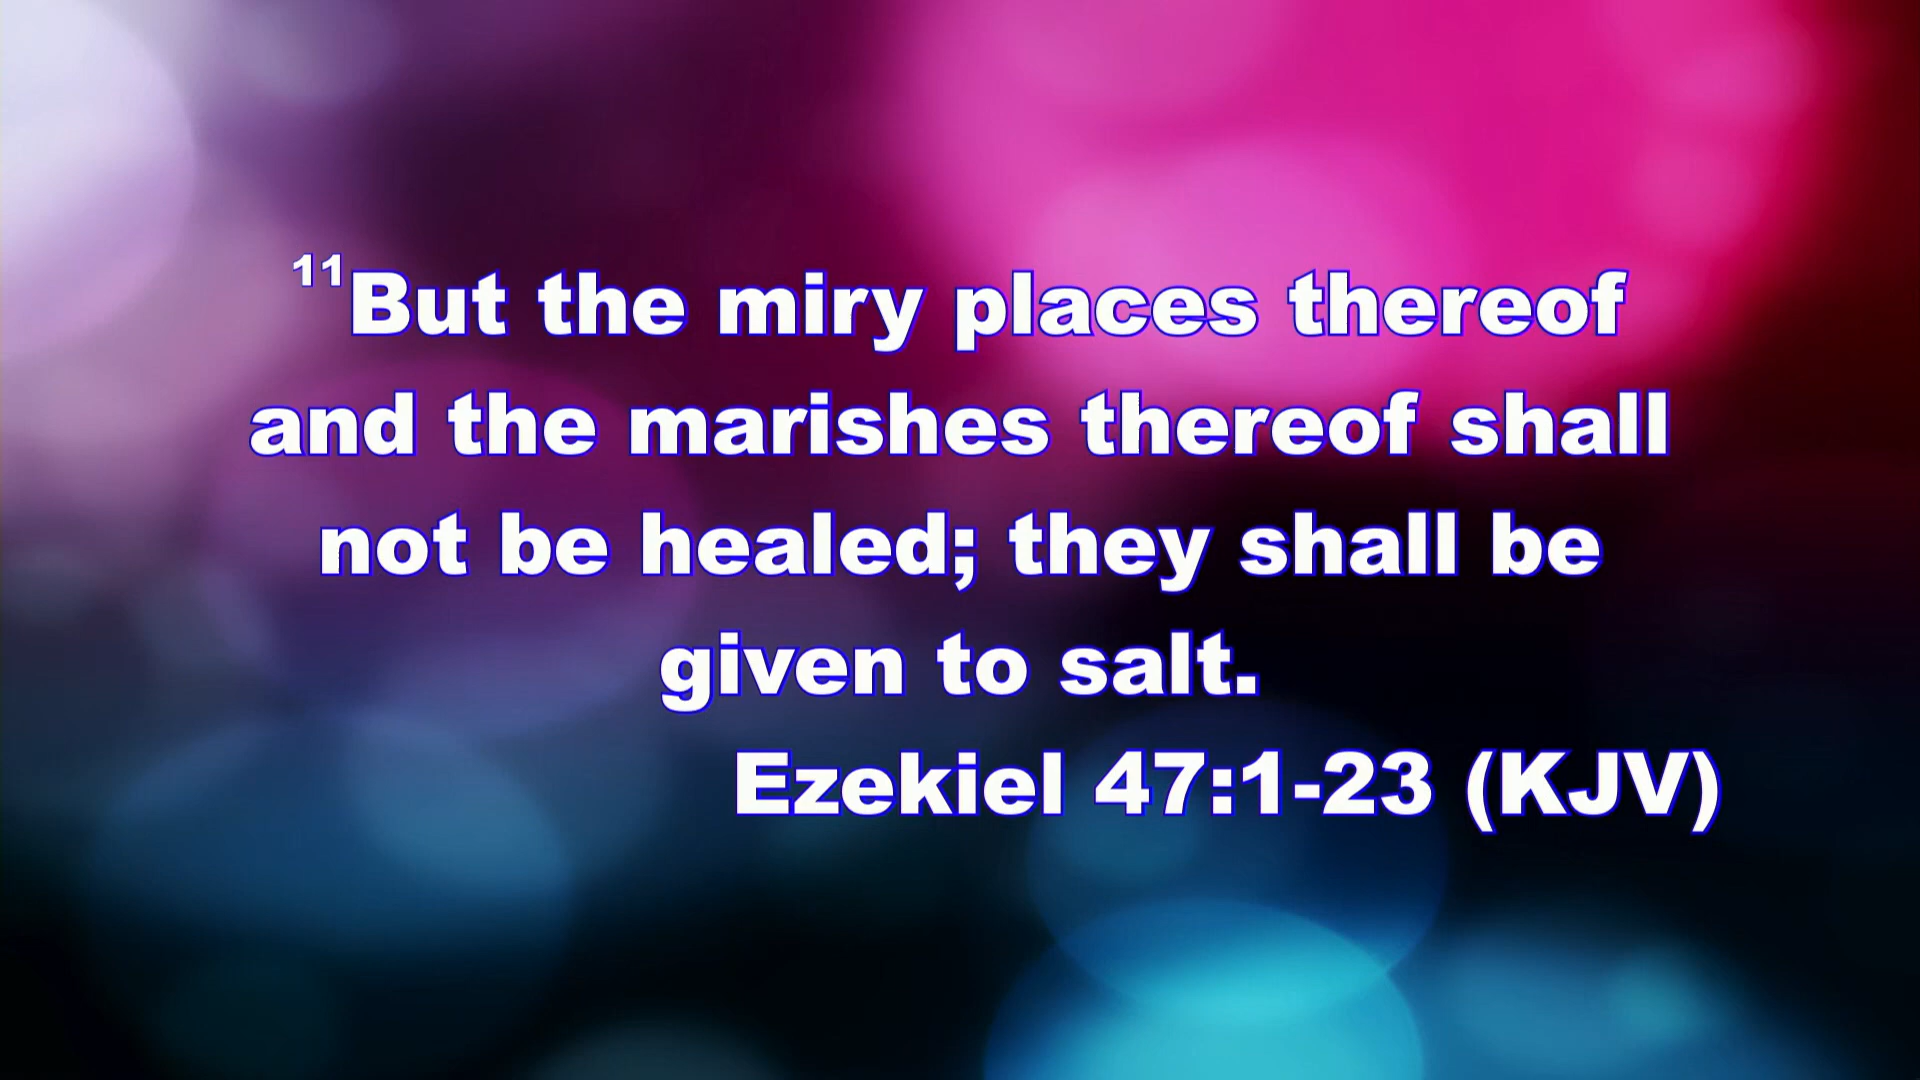 11But the miry places thereof
and the marishes thereof shall
not be healed; they shall be
given to salt.
Ezekiel 47:1-23 (KJV)